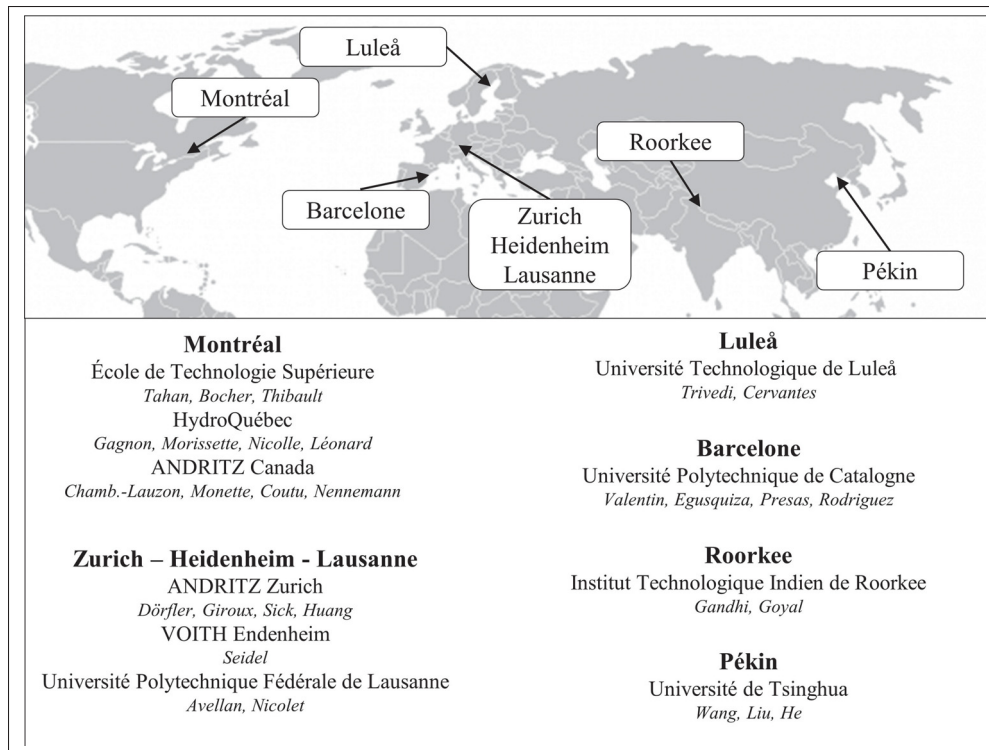 Luleå
Montréal
Roorkee
Barcelone
Zurich
Heidenheim
Lausanne
Pékin
Montréal
École de Technologie Supérieure
Tahan, Bocher, Thibault
HydroQuébec
Gagnon, Morissette, Nicolle, Léonard
ANDRITZ Canada
Chamb.-Lauzon, Monette, Coutu, Nennemann
Zurich – Heidenheim - Lausanne
ANDRITZ Zurich
Dörfler, Giroux, Sick, Huang
VOITH Endenheim
Seidel
Université Polytechnique Fédérale de Lausanne
Avellan, Nicolet
Luleå
Université Technologique de Luleå
Trivedi, Cervantes
Barcelone
Université Polytechnique de Catalogne
Valentin, Egusquiza, Presas, Rodriguez
Roorkee
Institut Technologique Indien de Roorkee
Gandhi, Goyal
Pékin
Université de Tsinghua
Wang, Liu, He